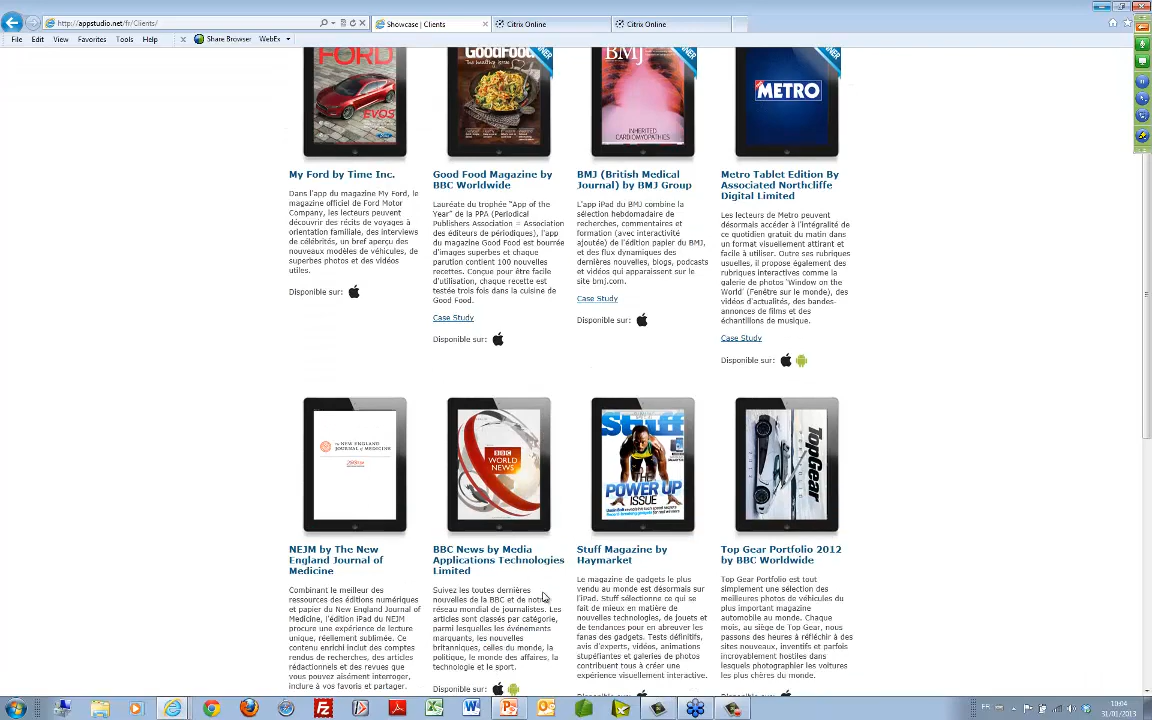 http://appstudio.net/fr/Clients/
Showcase | Clients
Citrix Online
Citrix Online
File Edit View Favorites Tools Help
Share Browser WebEx
FORD
EVOS
GoodFood
BMJ
INHERITED
CARDIOMYOPATHIES
METRO
My Ford by Time Inc.
Dans l'app du magazine My Ford, le
magazine officiel de Ford Motor
Company, les lecteurs peuvent
découvrir des récits de voyages à
orientation familiale, des interviews
de célébrités, un bref aperçu des
nouveaux modèles de véhicules, de
superbes photos et des vidéos
utiles.
Disponible sur:
Good Food Magazine by
BBC Worldwide
Lauréate du trophée "App of the
Year" de la PPA (Periodical
Publishers Association = Association
des éditeurs de périodiques), l'app
du magazine Good Food est bourrée
d'images superbes et chaque
parution contient 100 nouvelles
recettes. Conçue pour être facile
d'utilisation, chaque recette est
testée trois fois dans la cuisine de
Good Food.
Case Study
Disponible sur:
BMJ (British Medical
Journal) by BMJ Group
L'app iPad du BMJ combine la
sélection hebdomadaire de
recherches, commentaires et
formation (avec interactivité
ajoutée) de l'édition papier du BMJ,
et des flux dynamiques des
dernières nouvelles, blogs, podcasts
et vidéos qui apparaissent sur le
site bmj.com.
Case Study
Disponible sur:
Metro Tablet Edition By
Associated Northcliffe
Digital Limited
Les lecteurs de Metro peuvent
désormais accéder à l'intégralité de
ce quotidien gratuit du matin dans
un format visuellement attirant et
facile à utiliser. Outre ses rubriques
usuelles, il propose également des
rubriques interactives comme la
galerie de photos 'Window on the
World' (Fenêtre sur le monde), des
vidéos d'actualités, des bandes-
annonces de films et des
échantillons de musique.
Case Study
Disponible sur:
The NEW ENGLAND
JOURNAL of MEDICINE
BBC
WORLD
NEWS
Stuff
THE
POWER UP
ISSUE
TopGear
NEJM by The New
England Journal of
Medicine
Combinant le meilleur des
ressources des éditions numériques
et papier du New England Journal of
Medicine, l'édition iPad du NEJM
procure une expérience de lecture
unique, réellement sublimée. Ce
contenu enrichi inclut des comptes
rendus de recherches, des articles
rédactionnels et des revues que
vous pouvez aisément interroger,
inclure à vos favoris et partager.
BBC News by Media
Applications Technologies
Limited
Suivez les toutes dernières
nouvelles de la BBC et de notre
réseau mondial de journalistes. Les
articles sont classés par catégorie,
parmi lesquelles les événements
marquants, les nouvelles
britanniques, celles du monde, la
politique, le monde des affaires, la
technologie et le sport.
Disponible sur:
Stuff Magazine by
Haymarket
Le magazine de gadgets le plus
vendu au monde est désormais sur
l'iPad. Stuff sélectionne ce qui se
fait de mieux en matière de
nouvelles technologies, de jouets et
de tendances pour en abreuver les
fanas des gadgets. Tests définitifs,
avis d'experts, vidéos, animations
stupéfiantes et galeries de photos
contribuent tous à créer une
expérience visuellement interactive.
Top Gear Portfolio 2012
by BBC Worldwide
Top Gear Portfolio est tout
simplement une sélection des
meilleures photos de véhicules du
plus important magazine
automobile au monde. Chaque
mois, au siège de Top Gear, nous
passons des heures à réfléchir à des
sites nouveaux, inventifs et parfois
incroyablement hostiles dans
lesquels photographier les voitures
les plus chères du monde.
FR
10:04
31/01/2013